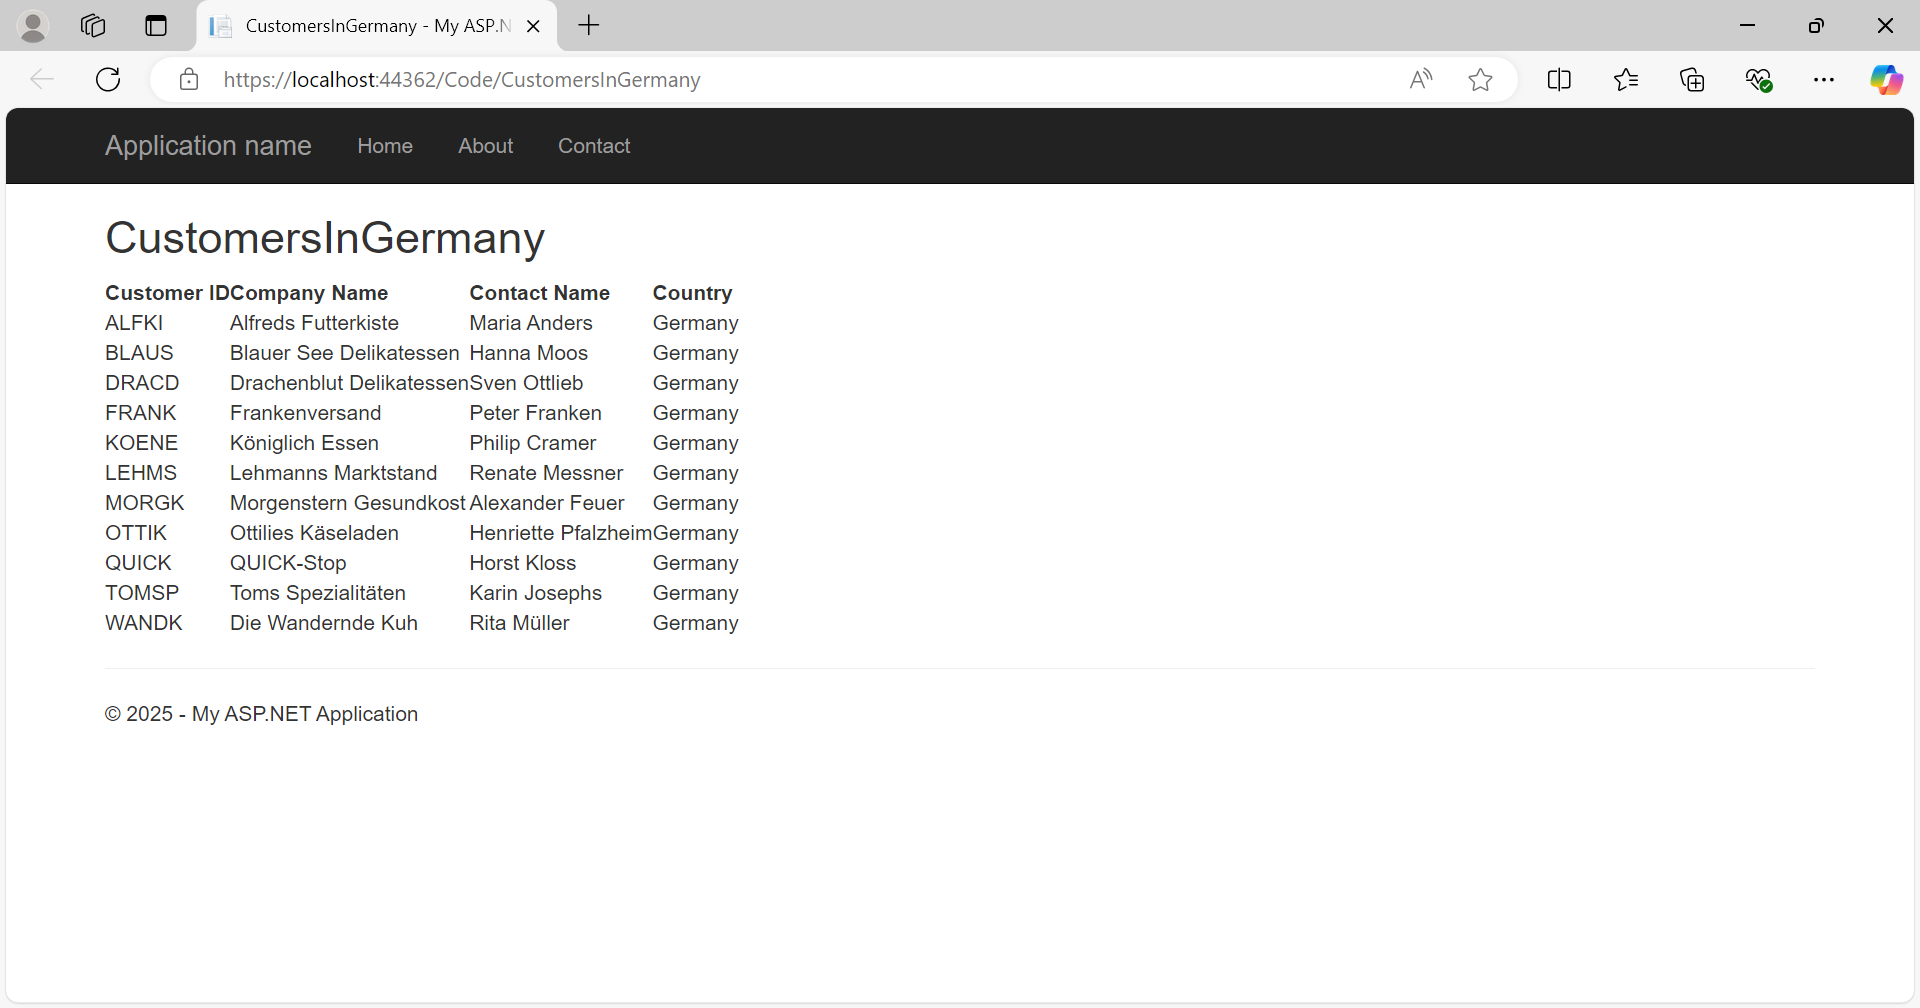 CustomersInGermany - My ASP.N
https://localhost:44362/Code/CustomersInGermany
Application name Home About Contact
CustomersInGermany
Customer ID Company Name Contact Name Country
ALFKI Alfreds Futterkiste Maria Anders Germany
BLAUS Blauer See Delikatessen Hanna Moos Germany
DRACD Drachenblut Delikatessen Sven Ottlieb Germany
FRANK Frankenversand Peter Franken Germany
KOENE Königlich Essen Philip Cramer Germany
LEHMS Lehmanns Marktstand Renate Messner Germany
MORGK Morgenstern Gesundkost Alexander Feuer Germany
OTTIK Ottilies Käseladen Henriette Pfalzheim Germany
QUICK QUICK-Stop Horst Kloss Germany
TOMSP Toms Spezialitäten Karin Josephs Germany
WANDK Die Wandernde Kuh Rita Müller Germany
© 2025 - My ASP.NET Application